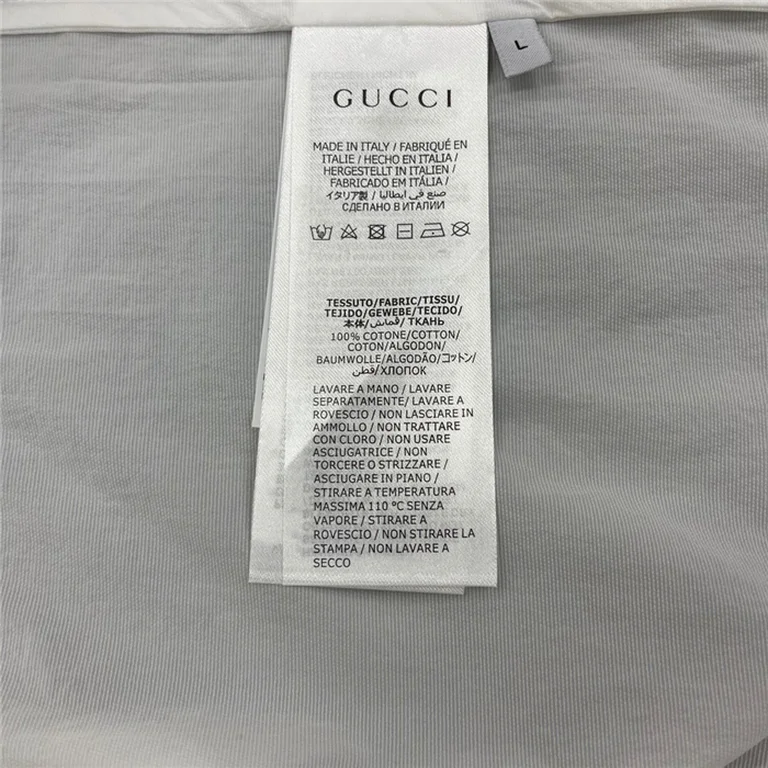 L
GUCCI
MADE IN ITALY / FABRIQUÉ EN
ITALIE / HECHO EN ITALIA /
HERGESTELLT IN ITALIEN /
FABRICADO EM ITÁLIA /
イタリア製 / صنع في ايطاليا /
СДЕЛАНО В ИТАЛИИ
TESSUTO/FABRIC/TISSU/
TEJIDO/GEWEBE/TECIDO/
本体/قماش/ ТКАНЬ
100% COTONE/COTTON/
COTON/ALGODON/
BAUMWOLLE/ALGODÃO/コットン/
قطن/ХЛОПОК
LAVARE A MANO / LAVARE
SEPARATAMENTE/ LAVARE A
ROVESCIO / NON LASCIARE IN
AMMOLLO / NON TRATTARE
CON CLORO / NON USARE
ASCIUGATRICE / NON
TORCERE O STRIZZARE /
ASCIUGARE IN PIANO /
STIRARE A TEMPERATURA
MASSIMA 110 °C SENZA
VAPORE / STIRARE A
ROVESCIO / NON STIRARE LA
STAMPA / NON LAVARE A
SECCO